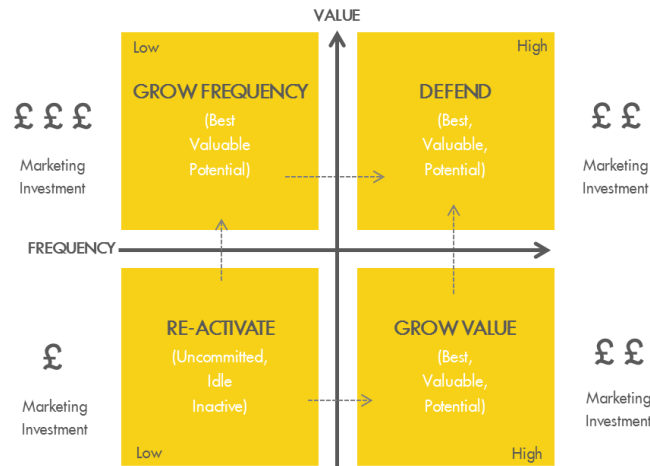 VALUE
Low
GROW FREQUENCY
(Best
Valuable
Potential)
High
DEFEND
(Best,
Valuable,
Potential)
£ £ £
Marketing
Investment
£ £
Marketing
Investment
FREQUENCY
RE-ACTIVATE
(Uncommitted,
Idle
Inactive)
Low
GROW VALUE
(Best,
Valuable,
Potential)
High
£
Marketing
Investment
£ £
Marketing
Investment